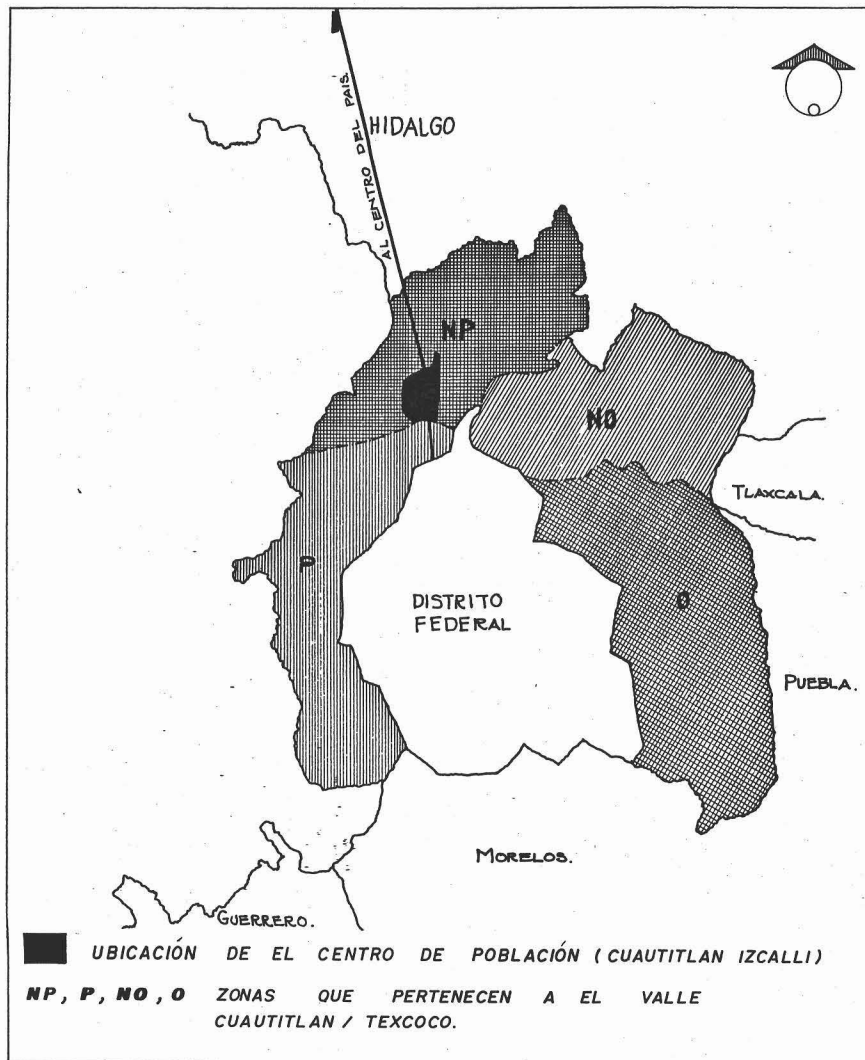 HIDALGO
AL CENTRO DEL PAÍS.
NP
NO
TLAXCALA.
P
DISTRITO
FEDERAL
O
PUEBLA.
MORELOS.
GUERRERO.
UBICACIÓN DE EL CENTRO DE POBLACIÓN (CUAUTITLAN IZCALLI)
NP, P, NO, O ZONAS QUE PERTENECEN A EL VALLE
CUAUTITLAN / TEXCOCO.